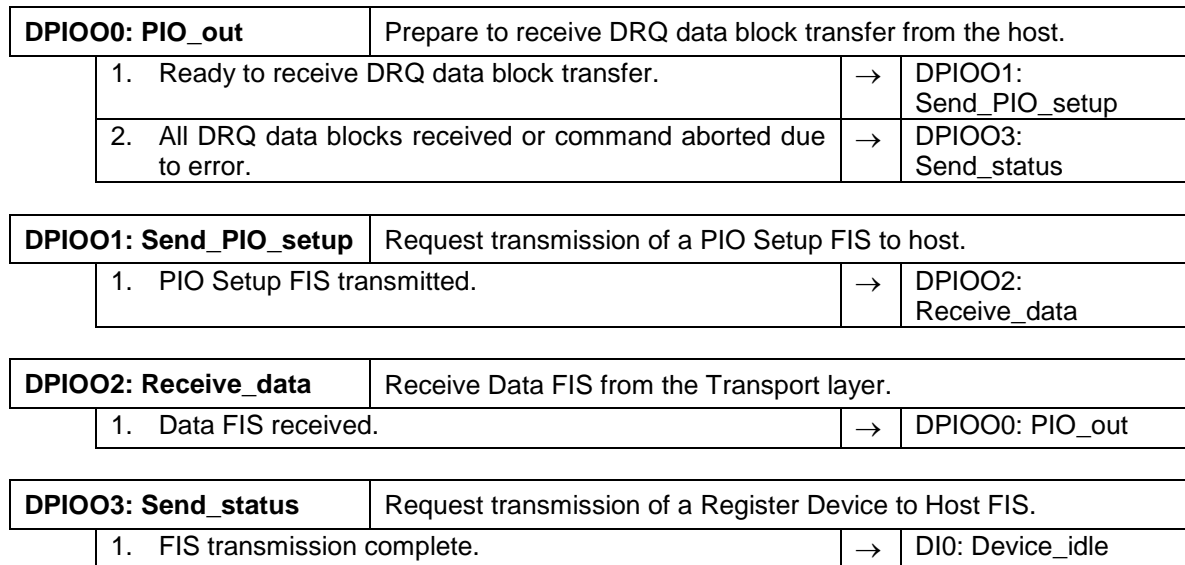 DPIOO0: PIO_out Prepare to receive DRQ data block transfer from the host.
1. Ready to receive DRQ data block transfer. → DPIOO1:
Send_PIO_setup
2. All DRQ data blocks received or command aborted due → DPIOO3:
to error. Send_status
DPIOO1: Send_PIO_setup Request transmission of a PIO Setup FIS to host.
1. PIO Setup FIS transmitted. → DPIOO2:
Receive_data
DPIOO2: Receive_data Receive Data FIS from the Transport layer.
1. Data FIS received. → DPIOO0: PIO_out
DPIOO3: Send_status Request transmission of a Register Device to Host FIS.
1. FIS transmission complete. → DI0: Device_idle